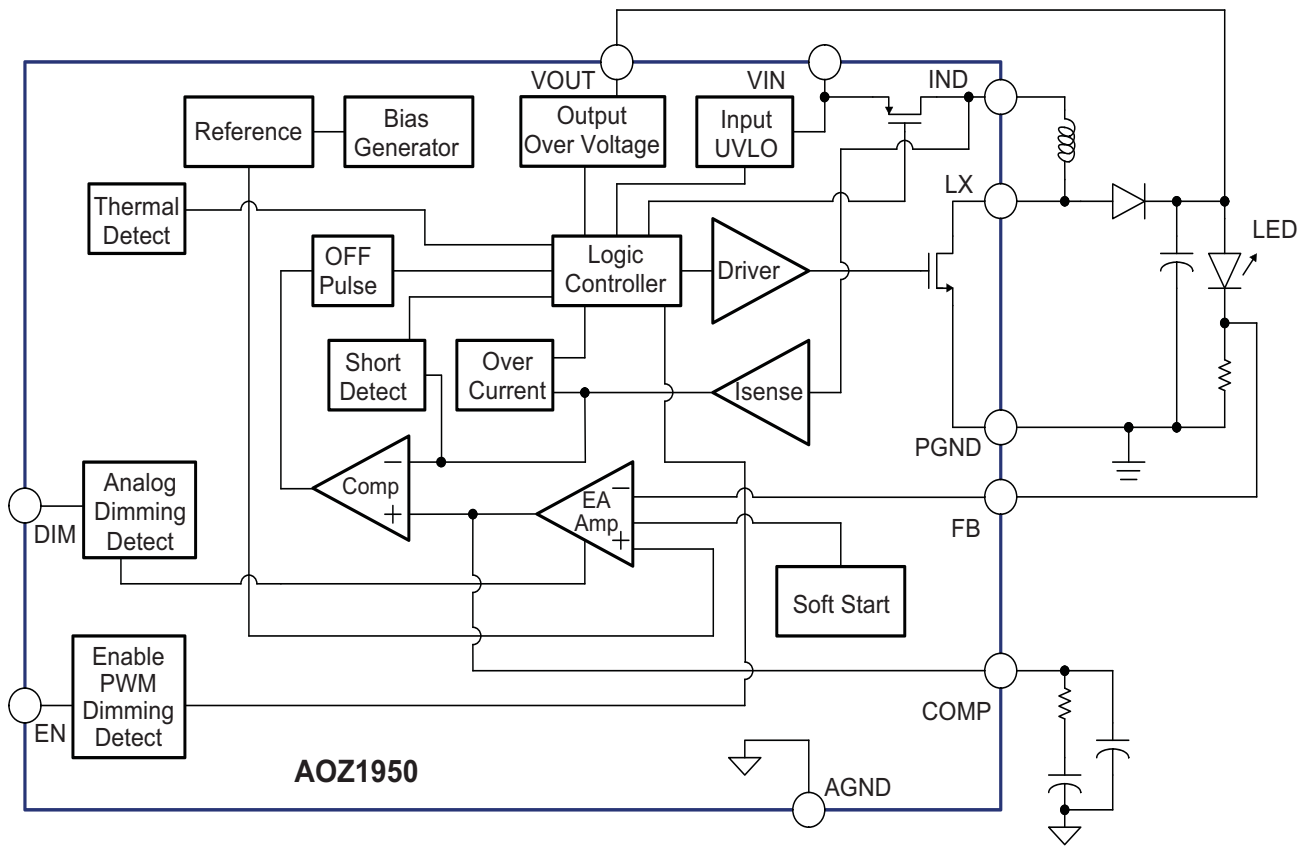 VOUT
VIN
IND
Reference
Bias
Generator
Output
Over Voltage
Input
UVLO
Thermal
Detect
LX
LED
OFF
Pulse
Logic
Controller
Driver
Short
Detect
Over
Current
Isense
PGND
Comp
−
+
EA
Amp
−
+
Analog
Dimming
Detect
DIM
FB
Soft Start
Enable
PWM
Dimming
Detect
EN
COMP
AOZ1950
AGND